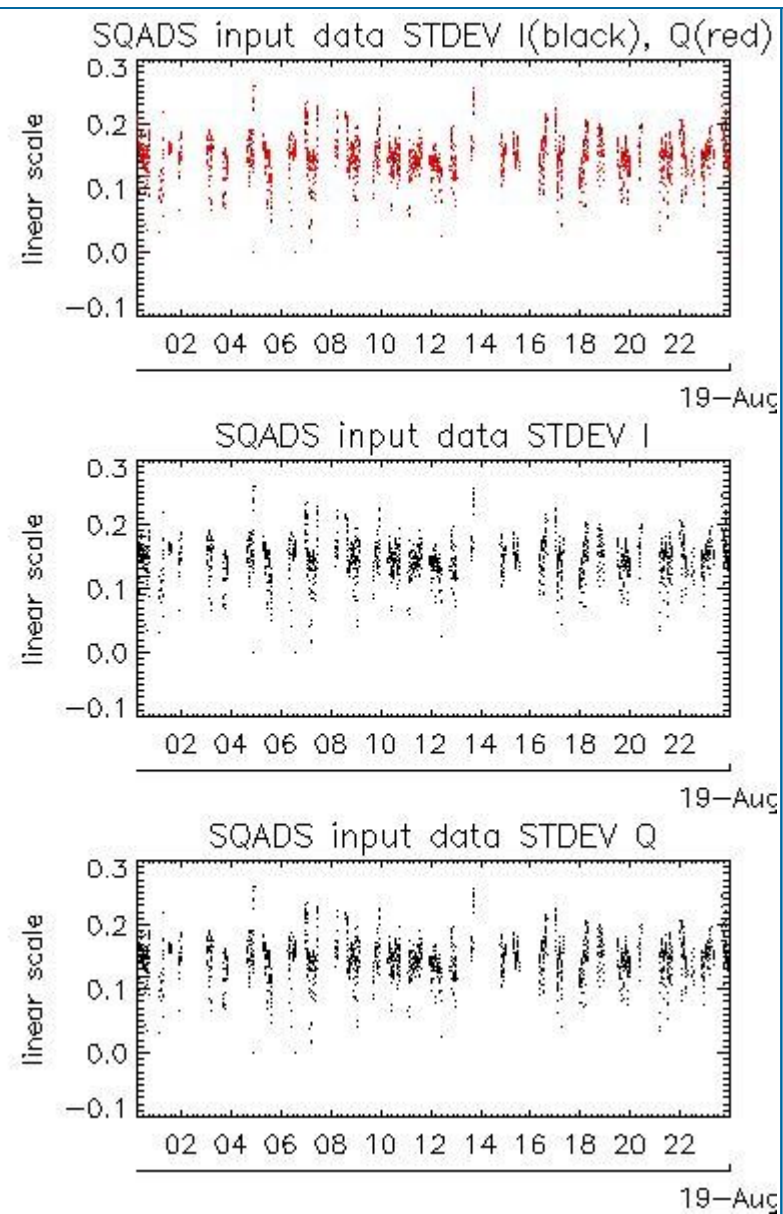 SQADS input data STDEV I(black), Q(red)
0.3
0.2
0.1
0.0
−0.1
linear scale
02 04 06 08 10 12 14 16 18 20 22
19−Aug
SQADS input data STDEV I
0.3
0.2
0.1
0.0
−0.1
linear scale
02 04 06 08 10 12 14 16 18 20 22
19−Aug
SQADS input data STDEV Q
0.3
0.2
0.1
0.0
−0.1
linear scale
02 04 06 08 10 12 14 16 18 20 22
19−Aug